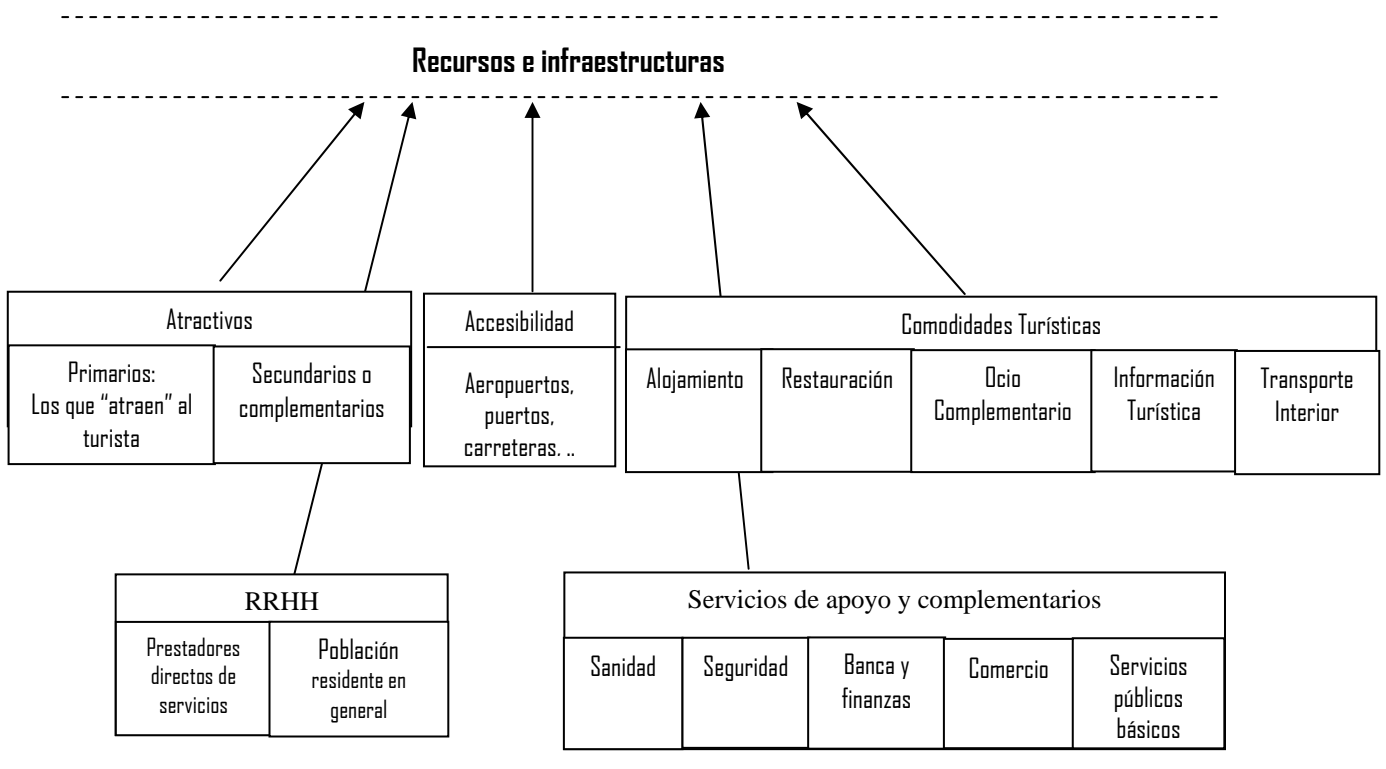 Recursos e infraestructuras
Atractivos
Primarios:
Los que “atraen” al
turista
Secundarios o
complementarios
Accesibilidad
Aeropuertos,
puertos,
carreteras. ..
Comodidades Turísticas
Alojamiento
Restauración
Ocio
Complementario
Información
Turística
Transporte
Interior
RRHH
Prestadores
directos de
servicios
Población
residente en
general
Servicios de apoyo y complementarios
Sanidad
Seguridad
Banca y
finanzas
Comercio
Servicios
públicos
básicos